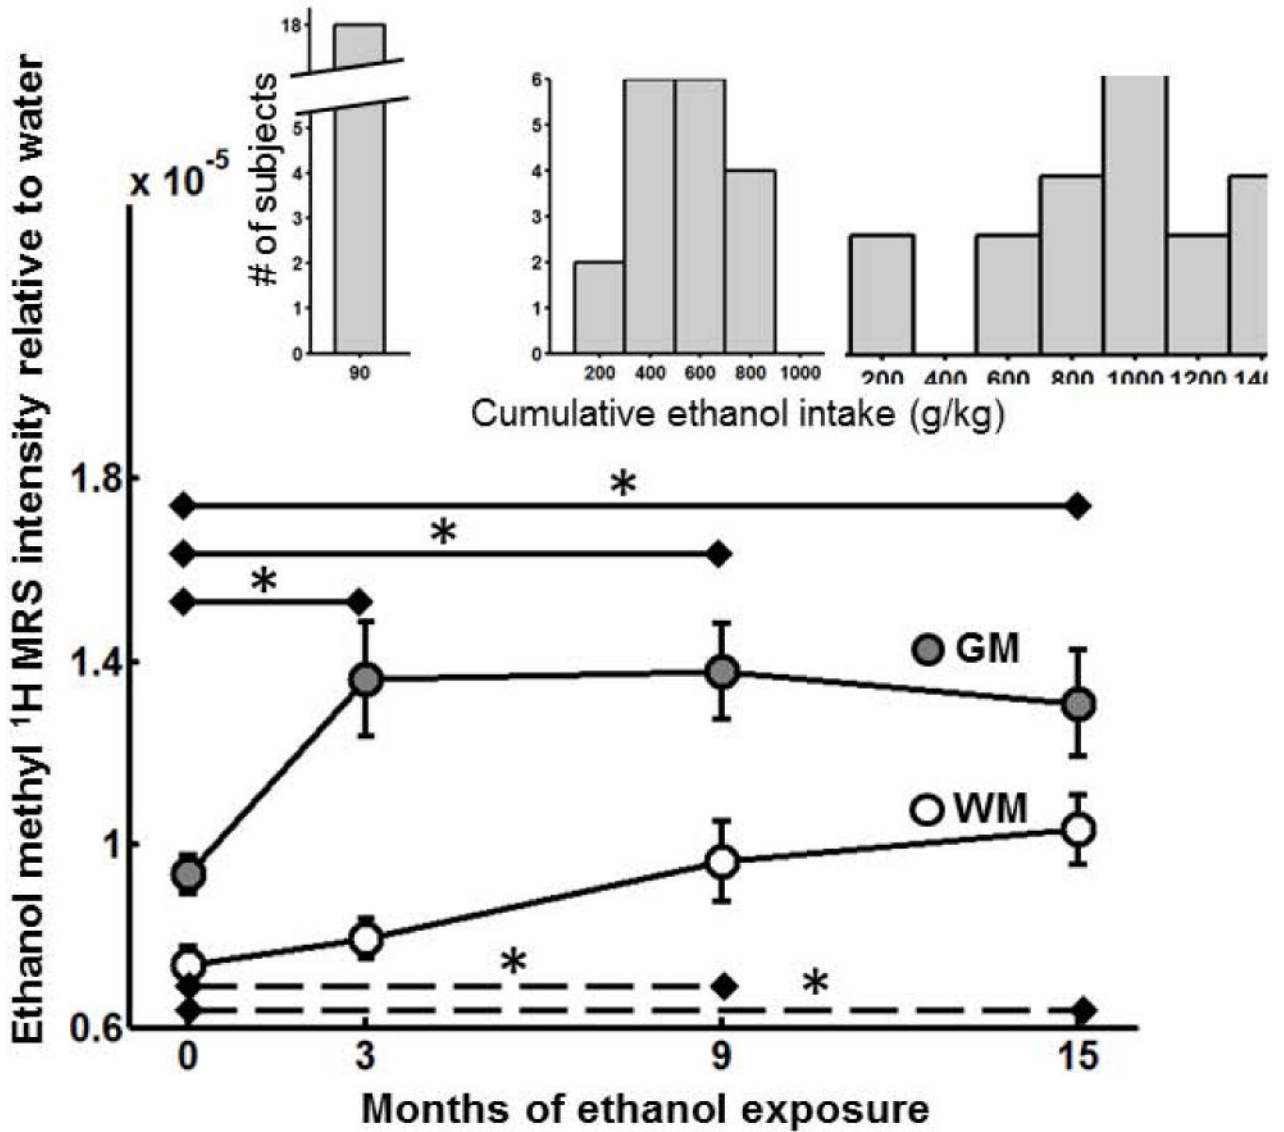 18
5
4
3
2
1
0
90
# of subjects
6
5
4
3
2
1
0
200 400 600 800 1000
200 400 600 800 1000 1200
Cumulative ethanol intake (g/kg)
x 10⁻⁵
Ethanol methyl ¹H MRS intensity relative to water
1.8
1.4
1
0.6
*
*
*
GM
WM
*
*
0 3 9 15
Months of ethanol exposure